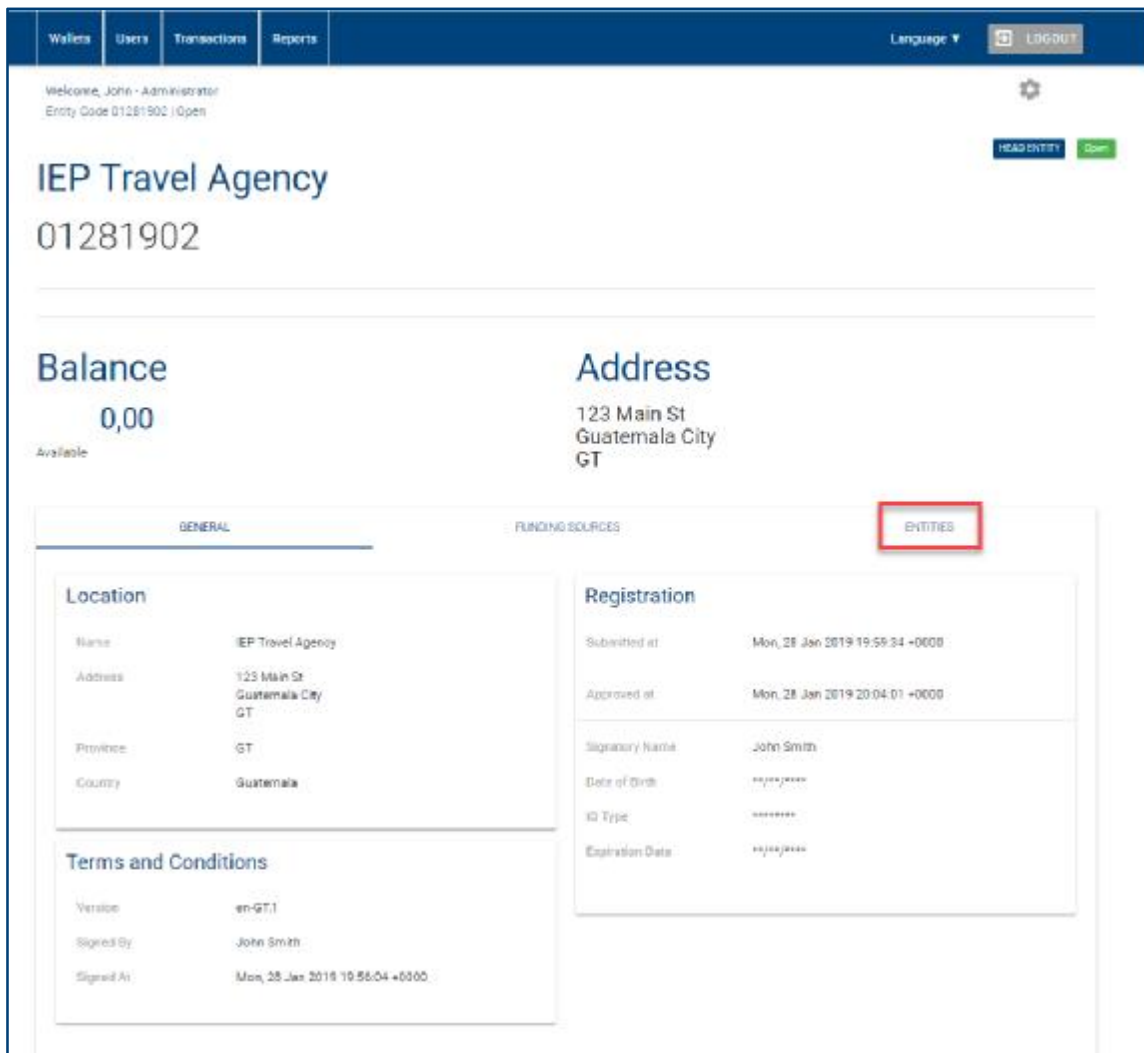 Wallets Users Transactions Reports Language ▼ LOGOUT
Welcome, John - Administrator
Entity Code 01281902 | Open
HEAD ENTITY Open
IEP Travel Agency
01281902
Balance
0,00
Available
Address
123 Main St
Guatemala City
GT
GENERAL FUNDING SOURCES ENTITIES
Location
Name IEP Travel Agency
Address 123 Main St
Guatemala City
GT
Province GT
Country Guatemala
Terms and Conditions
Version en-GT.1
Signed By John Smith
Signed At Mon, 28 Jan 2019 19:56:04 +0000
Registration
Submitted at Mon, 28 Jan 2019 19:59:34 +0000
Approved at Mon, 28 Jan 2019 20:04:01 +0000
Signatory Name John Smith
Date of Birth **/**/****
ID Type ********
Expiration Date **/**/****